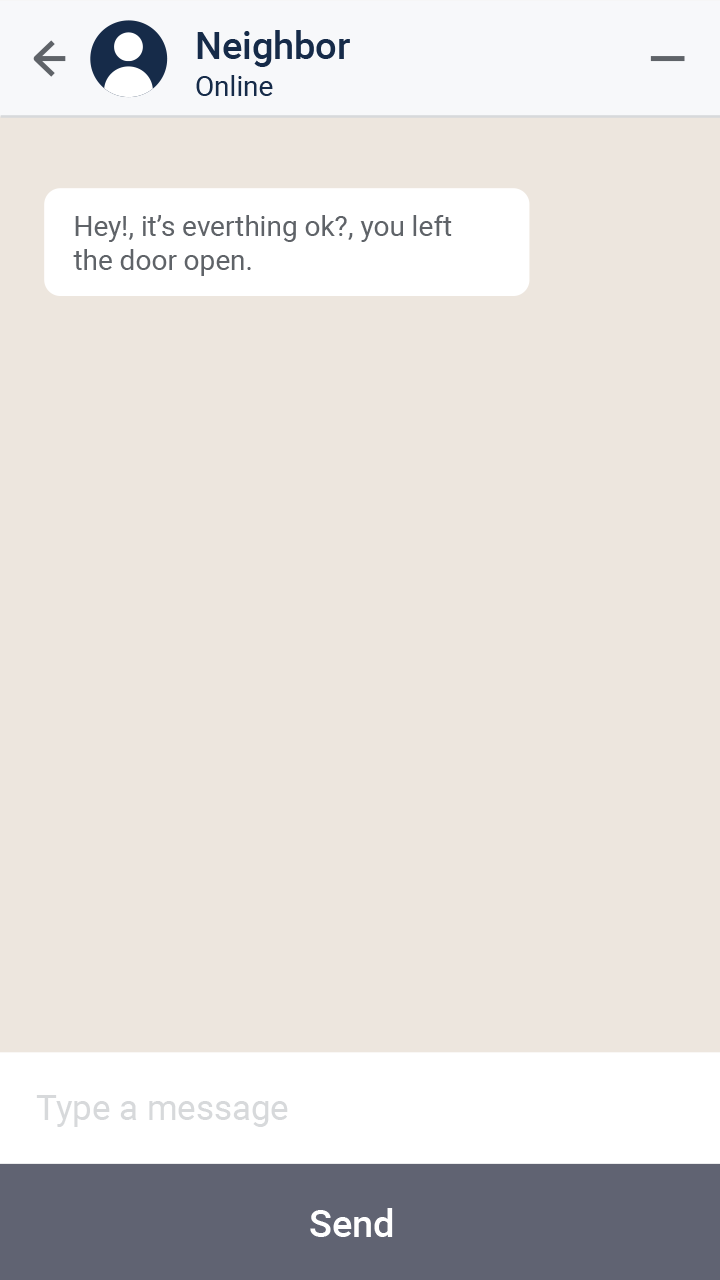 Neighbor
Online
Hey!, it’s everthing ok?, you left
the door open.
Type a message
Send